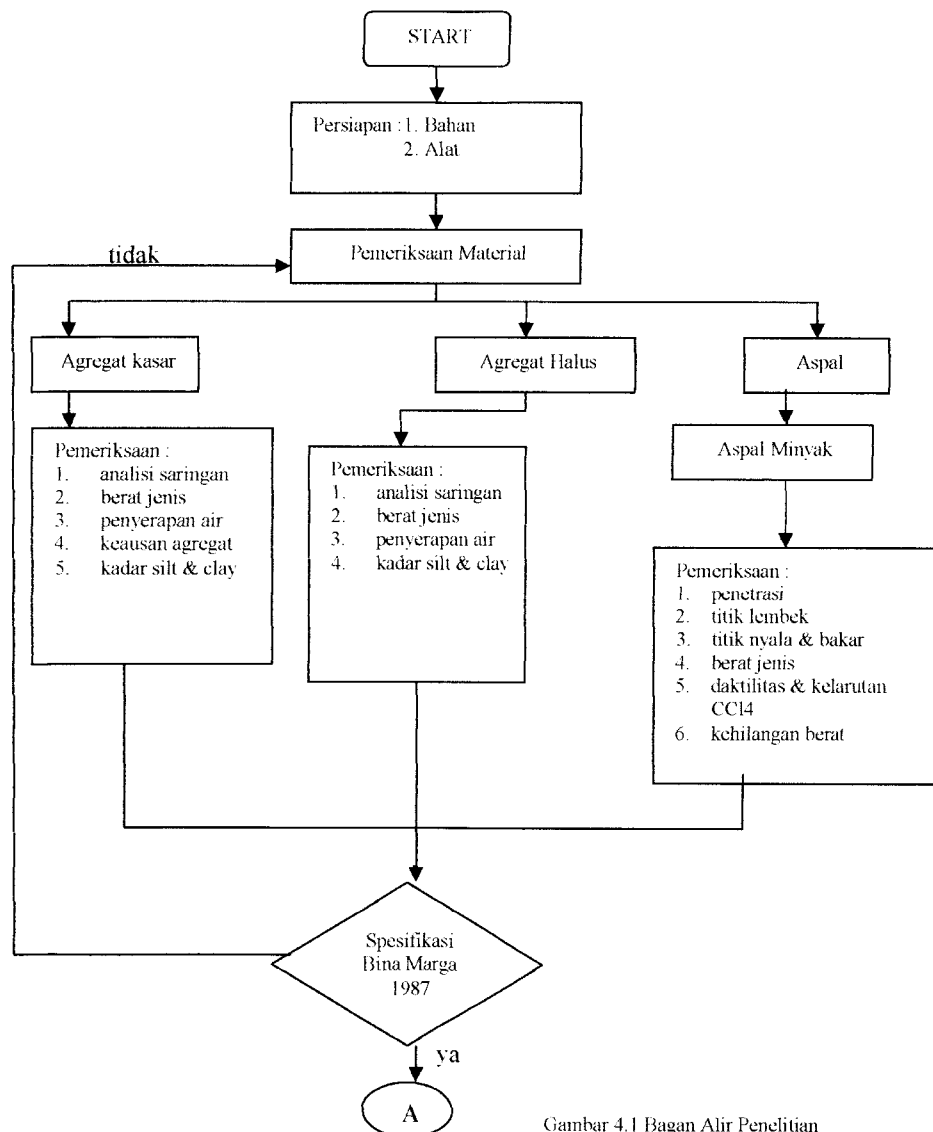 START
Persiapan : 1. Bahan
2. Alat
tidak
Pemeriksaan Material
Agregat kasar
Agregat Halus
Aspal
Pemeriksaan :
1. analisi saringan
2. berat jenis
3. penyerapan air
4. keausan agregat
5. kadar silt & clay
Pemeriksaan :
1. analisi saringan
2. berat jenis
3. penyerapan air
4. kadar silt & clay
Aspal Minyak
Pemeriksaan :
1. penetrasi
2. titik lembek
3. titik nyala & bakar
4. berat jenis
5. daktilitas & kelarutan
CCl4
6. kehilangan berat
Spesifikasi
Bina Marga
1987
ya
A
Gambar 4.1 Bagan Alir Penelitian